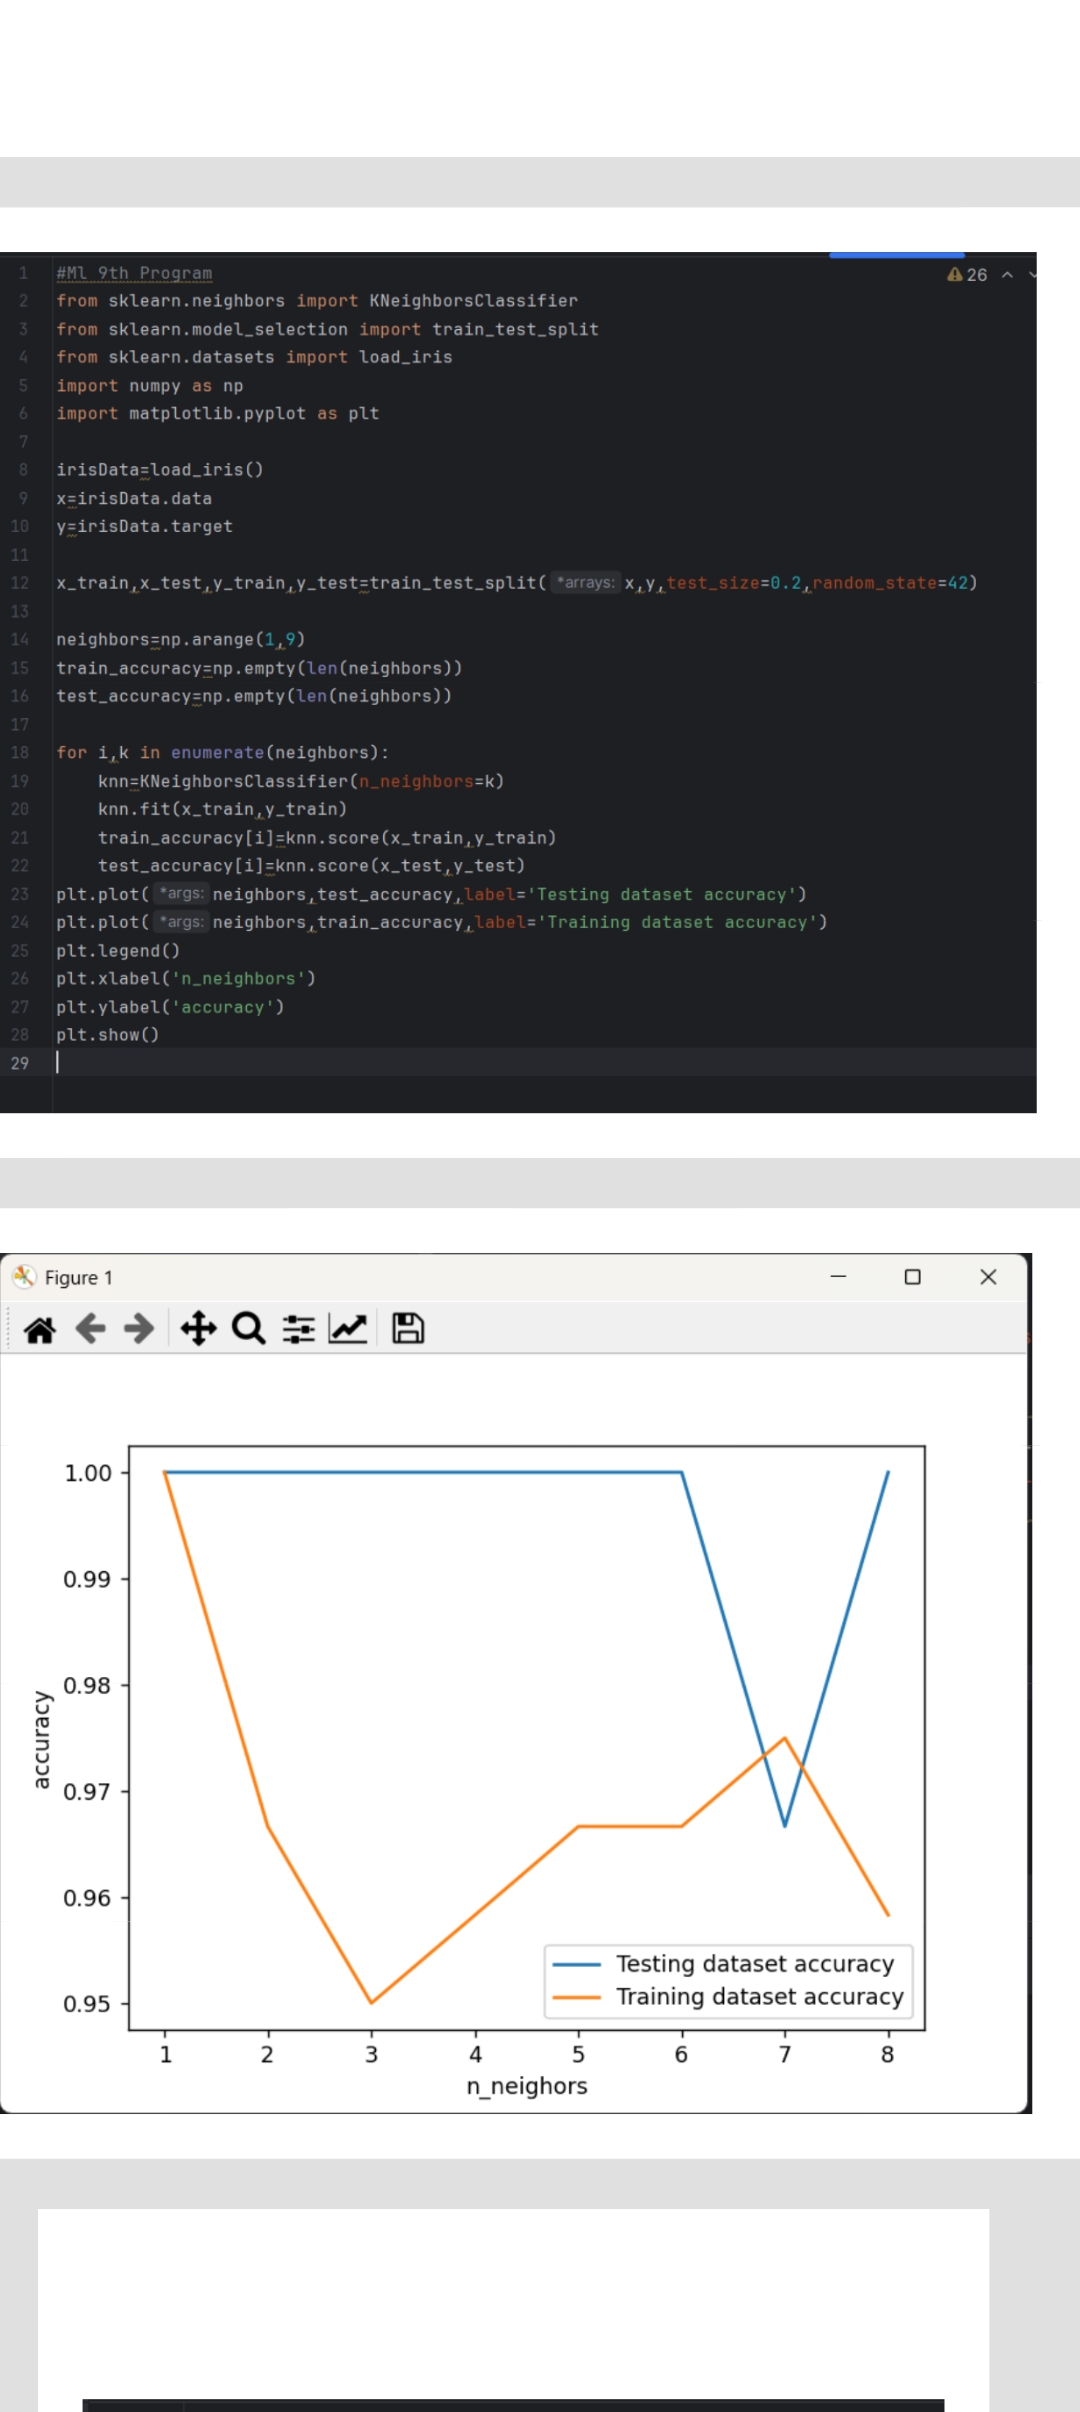 1 #Ml 9th Program
26
2 from sklearn.neighbors import KNeighborsClassifier
3 from sklearn.model_selection import train_test_split
4 from sklearn.datasets import load_iris
5 import numpy as np
6 import matplotlib.pyplot as plt
7
8 irisData=load_iris()
9 x=irisData.data
10 y=irisData.target
11
12 x_train,x_test,y_train,y_test=train_test_split( *arrays: x,y,test_size=0.2,random_state=42)
13
14 neighbors=np.arange(1,9)
15 train_accuracy=np.empty(len(neighbors))
16 test_accuracy=np.empty(len(neighbors))
17
18 for i,k in enumerate(neighbors):
19 knn=KNeighborsClassifier(n_neighbors=k)
20 knn.fit(x_train,y_train)
21 train_accuracy[i]=knn.score(x_train,y_train)
22 test_accuracy[i]=knn.score(x_test,y_test)
23 plt.plot( *args: neighbors,test_accuracy,label='Testing dataset accuracy')
24 plt.plot( *args: neighbors,train_accuracy,label='Training dataset accuracy')
25 plt.legend()
26 plt.xlabel('n_neighbors')
27 plt.ylabel('accuracy')
28 plt.show()
29
Figure 1
1.00
0.99
0.98
0.97
0.96
0.95
accuracy
Testing dataset accuracy
Training dataset accuracy
1 2 3 4 5 6 7 8
n_neighors